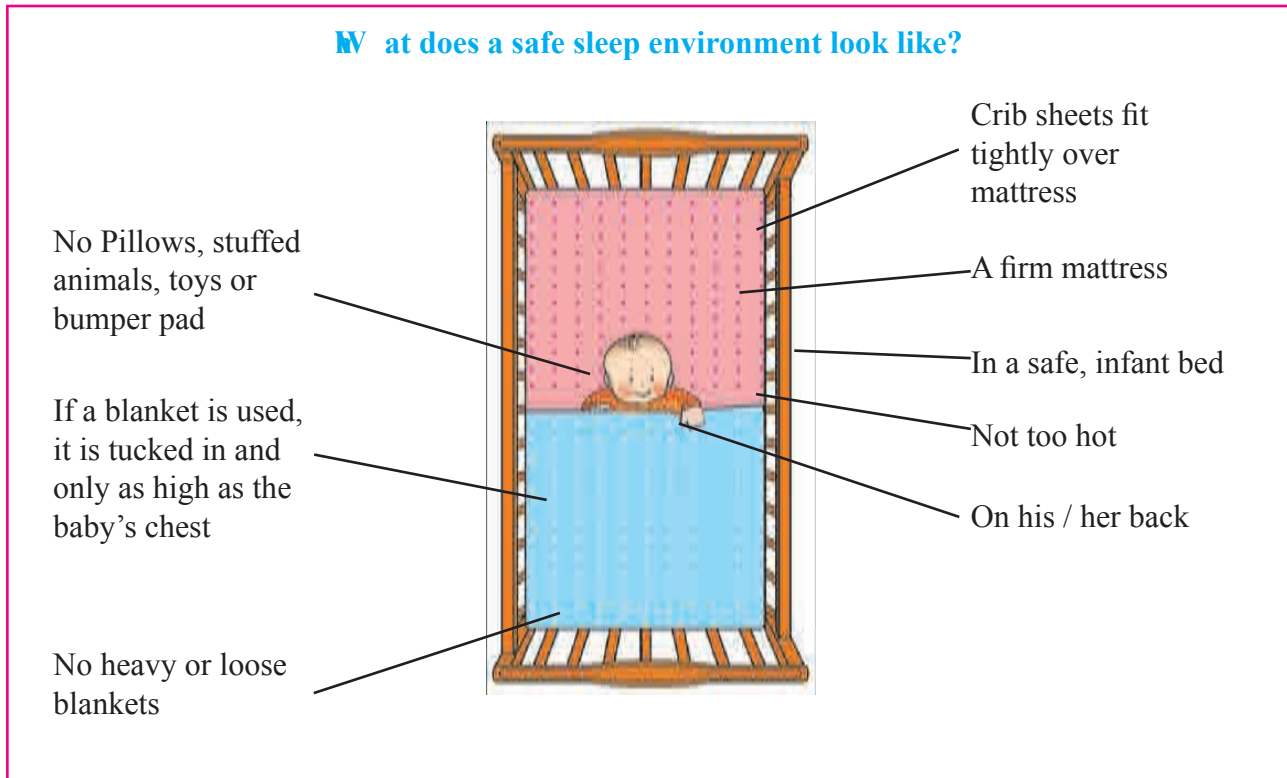 What does a safe sleep environment look like?
No Pillows, stuffed
animals, toys or
bumper pad
If a blanket is used,
it is tucked in and
only as high as the
baby’s chest
No heavy or loose
blankets
Crib sheets fit
tightly over
mattress
A firm mattress
In a safe, infant bed
Not too hot
On his / her back